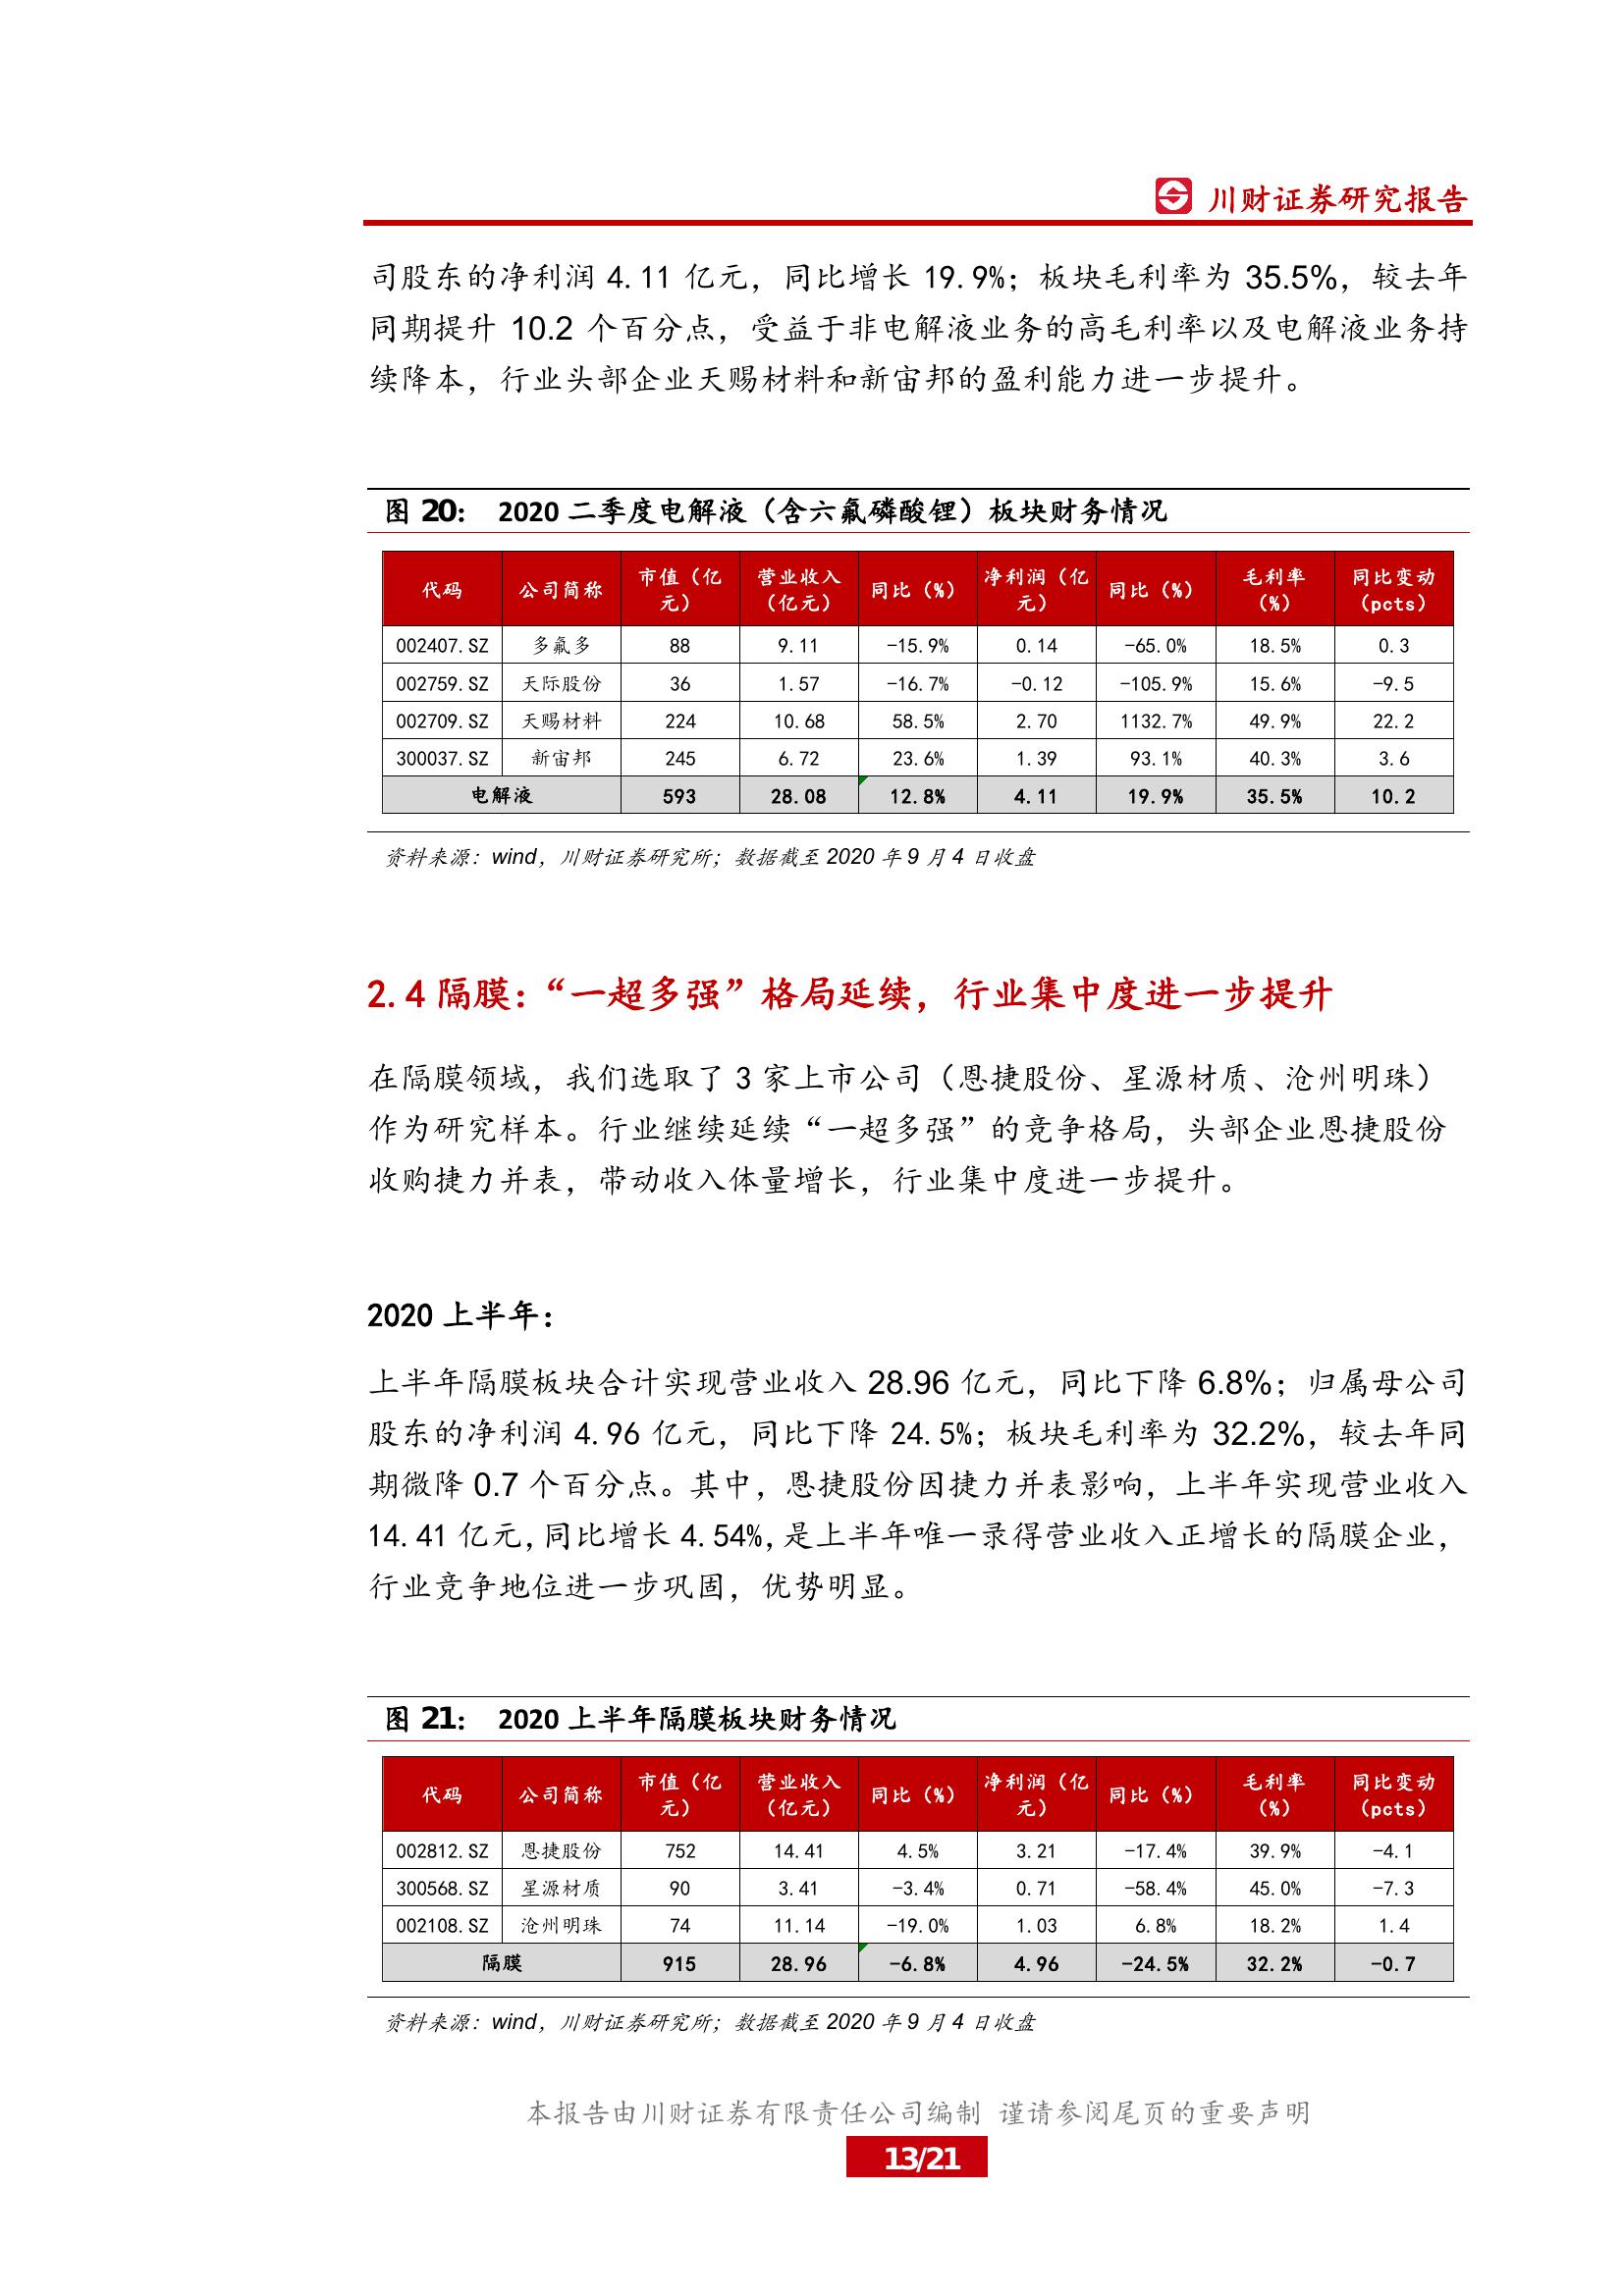 川财证券研究报告
司股东的净利润 4.11 亿元，同比增长 19.9%；板块毛利率为 35.5%，较去年
同期提升 10.2 个百分点，受益于非电解液业务的高毛利率以及电解液业务持
续降本，行业头部企业天赐材料和新宙邦的盈利能力进一步提升。
图 20： 2020 二季度电解液（含六氟磷酸锂）板块财务情况
代码 公司简称 市值（亿元） 营业收入（亿元） 同比（%） 净利润（亿元） 同比（%） 毛利率（%） 同比变动（pcts）
002407.SZ 多氟多 88 9.11 -15.9% 0.14 -65.0% 18.5% 0.3
002759.SZ 天际股份 36 1.57 -16.7% -0.12 -105.9% 15.6% -9.5
002709.SZ 天赐材料 224 10.68 58.5% 2.70 1132.7% 49.9% 22.2
300037.SZ 新宙邦 245 6.72 23.6% 1.39 93.1% 40.3% 3.6
电解液 593 28.08 12.8% 4.11 19.9% 35.5% 10.2
资料来源：wind，川财证券研究所；数据截至 2020 年 9 月 4 日收盘
2.4 隔膜：“一超多强”格局延续，行业集中度进一步提升
在隔膜领域，我们选取了 3 家上市公司（恩捷股份、星源材质、沧州明珠）
作为研究样本。行业继续延续“一超多强”的竞争格局，头部企业恩捷股份
收购捷力并表，带动收入体量增长，行业集中度进一步提升。
2020 上半年：
上半年隔膜板块合计实现营业收入 28.96 亿元，同比下降 6.8%；归属母公司
股东的净利润 4.96 亿元，同比下降 24.5%；板块毛利率为 32.2%，较去年同
期微降 0.7 个百分点。其中，恩捷股份因捷力并表影响，上半年实现营业收入
14.41 亿元，同比增长 4.54%，是上半年唯一录得营业收入正增长的隔膜企业，
行业竞争地位进一步巩固，优势明显。
图 21： 2020 上半年隔膜板块财务情况
代码 公司简称 市值（亿元） 营业收入（亿元） 同比（%） 净利润（亿元） 同比（%） 毛利率（%） 同比变动（pcts）
002812.SZ 恩捷股份 752 14.41 4.5% 3.21 -17.4% 39.9% -4.1
300568.SZ 星源材质 90 3.41 -3.4% 0.71 -58.4% 45.0% -7.3
002108.SZ 沧州明珠 74 11.14 -19.0% 1.03 6.8% 18.2% 1.4
隔膜 915 28.96 -6.8% 4.96 -24.5% 32.2% -0.7
资料来源：wind，川财证券研究所；数据截至 2020 年 9 月 4 日收盘
本报告由川财证券有限责任公司编制 谨请参阅尾页的重要声明
13/21